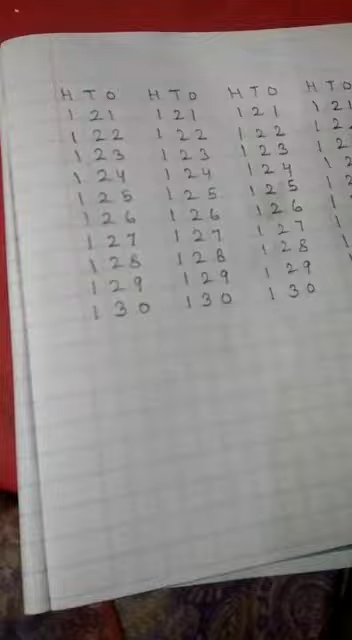 H T O H T O H T O H T O
1 2 1 1 2 1 1 2 1 1 2 1
1 2 2 1 2 2 1 2 2 1 2
1 2 3 1 2 3 1 2 3 1 2
1 2 4 1 2 4 1 2 4 1 2
1 2 5 1 2 5 1 2 5 1 2
1 2 6 1 2 6 1 2 6 1
1 2 7 1 2 7 1 2 7 1
1 2 8 1 2 8 1 2 8 1
1 2 9 1 2 9 1 2 9
1 3 0 1 3 0 1 3 0